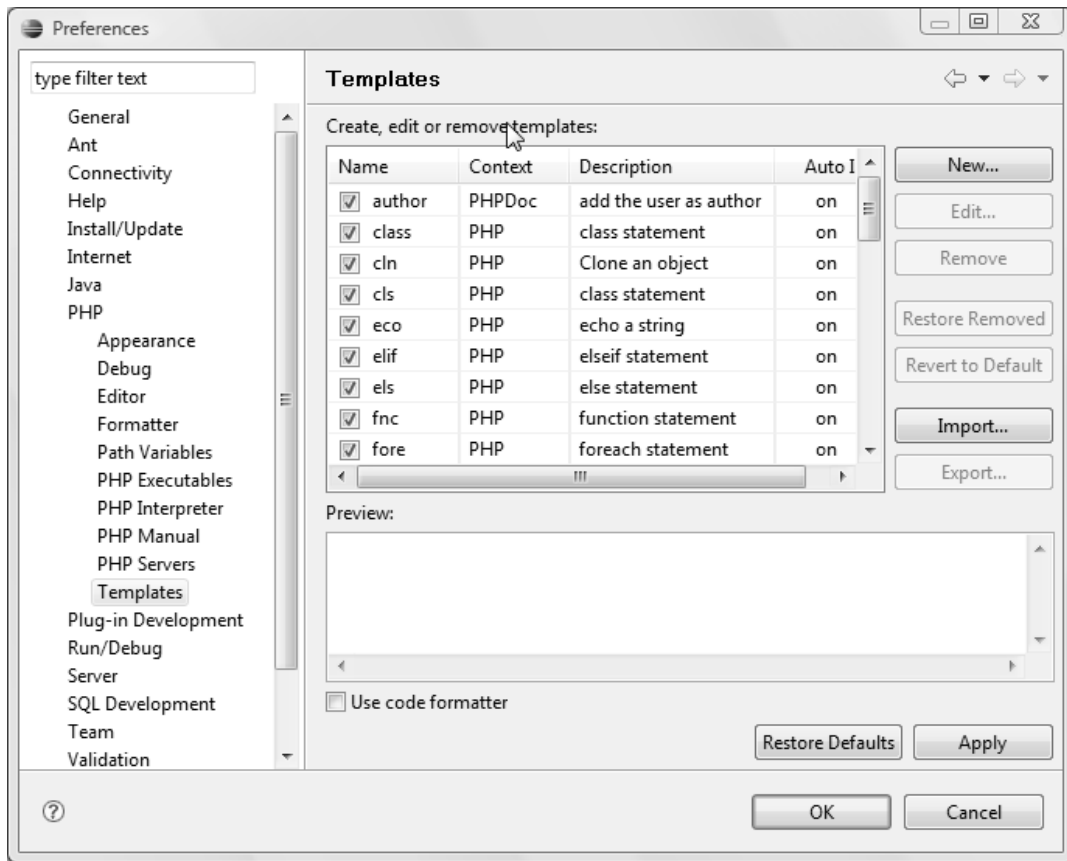 Preferences
type filter text
General
Ant
Connectivity
Help
Install/Update
Internet
Java
PHP
Appearance
Debug
Editor
Formatter
Path Variables
PHP Executables
PHP Interpreter
PHP Manual
PHP Servers
Templates
Plug-in Development
Run/Debug
Server
SQL Development
Team
Validation
Templates
Create, edit or remove templates:
Name Context Description Auto I
author PHPDoc add the user as author on
class PHP class statement on
cln PHP Clone an object on
cls PHP class statement on
eco PHP echo a string on
elif PHP elseif statement on
els PHP else statement on
fnc PHP function statement on
fore PHP foreach statement on
New...
Edit...
Remove
Restore Removed
Revert to Default
Import...
Export...
Preview:
Use code formatter
Restore Defaults Apply
OK Cancel